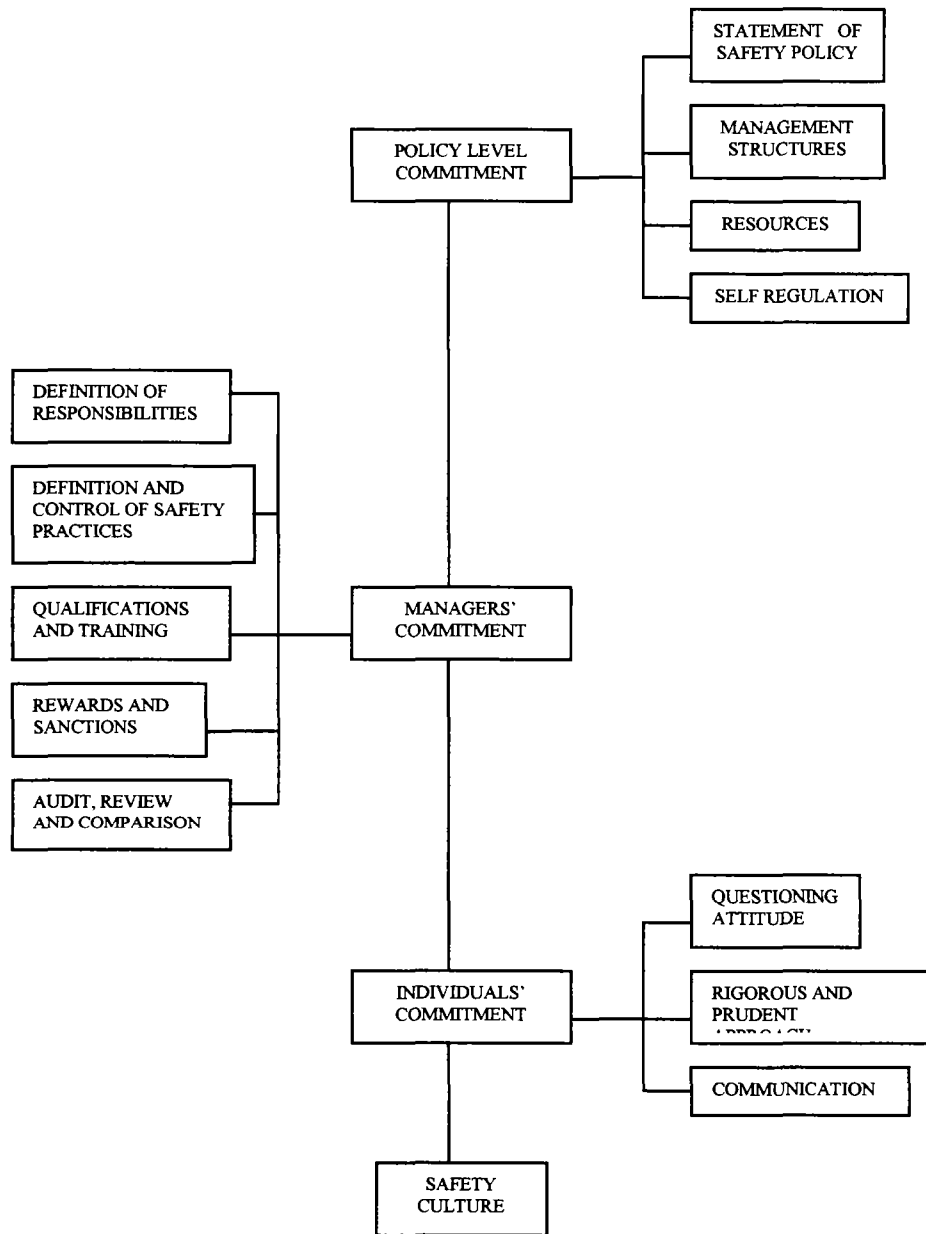 STATEMENT OF
SAFETY POLICY
MANAGEMENT
STRUCTURES
POLICY LEVEL
COMMITMENT
RESOURCES
SELF REGULATION
DEFINITION OF
RESPONSIBILITIES
DEFINITION AND
CONTROL OF SAFETY
PRACTICES
QUALIFICATIONS
AND TRAINING
MANAGERS’
COMMITMENT
REWARDS AND
SANCTIONS
AUDIT, REVIEW
AND COMPARISON
QUESTIONING
ATTITUDE
INDIVIDUALS’
COMMITMENT
RIGOROUS AND
PRUDENT
APPROACH
COMMUNICATION
SAFETY
CULTURE